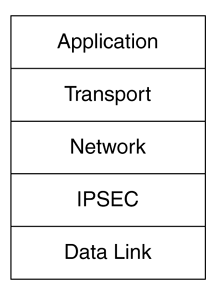 Application
Transport
Network
IPSEC
Data Link